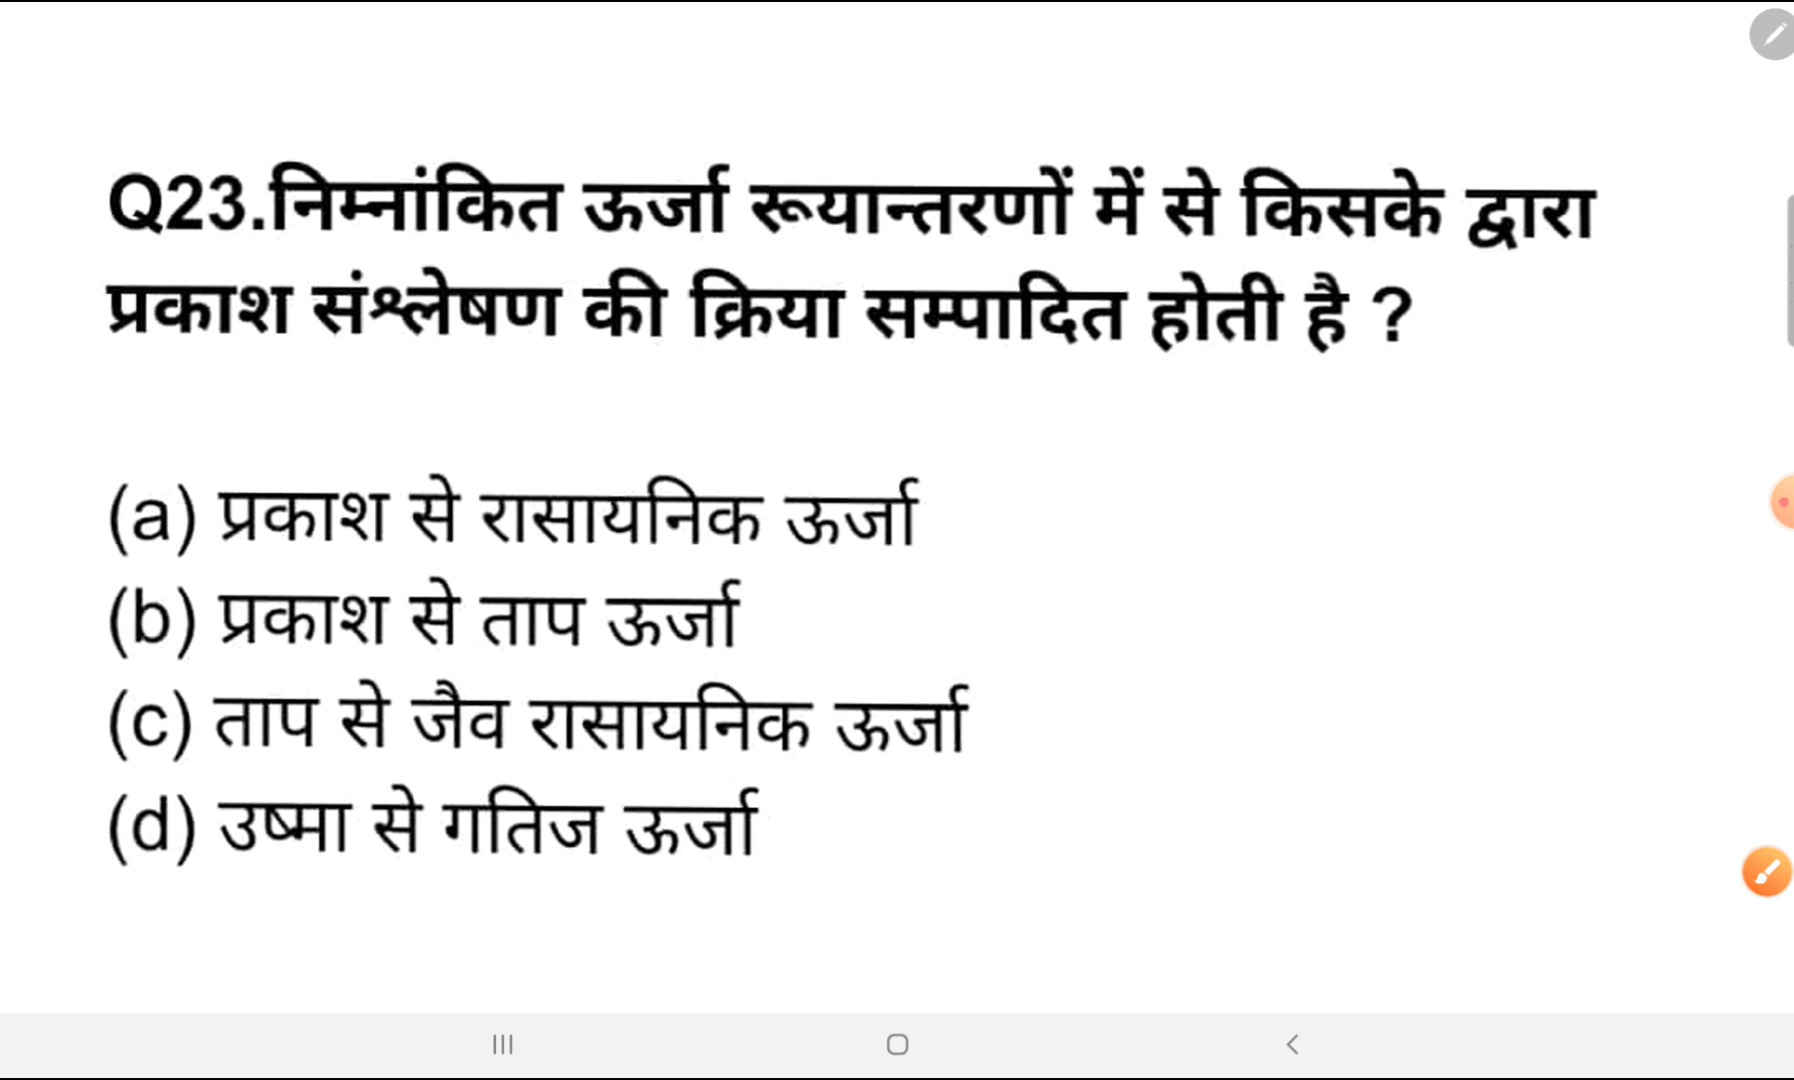 Q23.निम्नांकित ऊर्जा रूयान्तरणों में से किसके द्वारा
प्रकाश संश्लेषण की क्रिया सम्पादित होती है ?
(a) प्रकाश से रासायनिक ऊर्जा
(b) प्रकाश से ताप ऊर्जा
(c) ताप से जैव रासायनिक ऊर्जा
(d) उष्मा से गतिज ऊर्जा